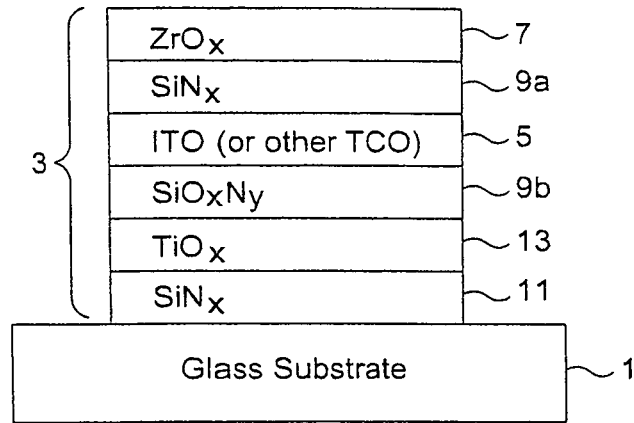 ZrOx 7
SiNx 9a
ITO (or other TCO) 5
3
SiOxNy 9b
TiOx 13
SiNx 11
Glass Substrate 1